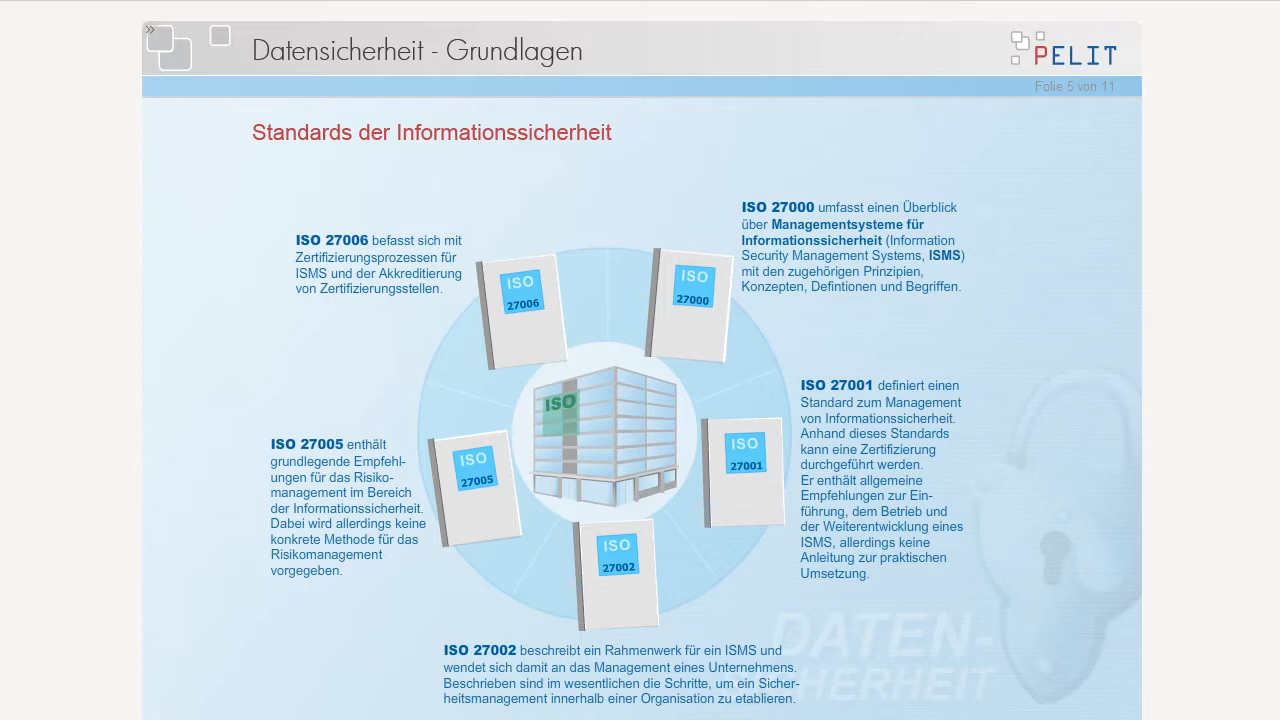 »
Datensicherheit - Grundlagen
PELIT
Folie 5 von 11
Standards der Informationssicherheit
ISO 27000 umfasst einen Überblick
über Managementsysteme für
Informationssicherheit (Information
Security Management Systems, ISMS)
mit den zugehörigen Prinzipien,
Konzepten, Defintionen und Begriffen.
ISO 27006 befasst sich mit
Zertifizierungsprozessen für
ISMS und der Akkreditierung
von Zertifizierungsstellen.
ISO
27006
ISO
27000
ISO 27001 definiert einen
Standard zum Management
von Informationssicherheit.
Anhand dieses Standards
kann eine Zertifizierung
durchgeführt werden.
Er enthält allgemeine
Empfehlungen zur Ein-
führung, dem Betrieb und
der Weiterentwicklung eines
ISMS, allerdings keine
Anleitung zur praktischen
Umsetzung.
ISO
ISO
27001
ISO 27005 enthält
grundlegende Empfehl-
ungen für das Risiko-
management im Bereich
der Informationssicherheit.
Dabei wird allerdings keine
konkrete Methode für das
Risikomanagement
vorgegeben.
ISO
27005
ISO
27002
ISO 27002 beschreibt ein Rahmenwerk für ein ISMS und
wendet sich damit an das Management eines Unternehmens.
Beschrieben sind im wesentlichen die Schritte, um ein Sicher-
heitsmanagement innerhalb einer Organisation zu etablieren.
DATEN-
HERHEIT